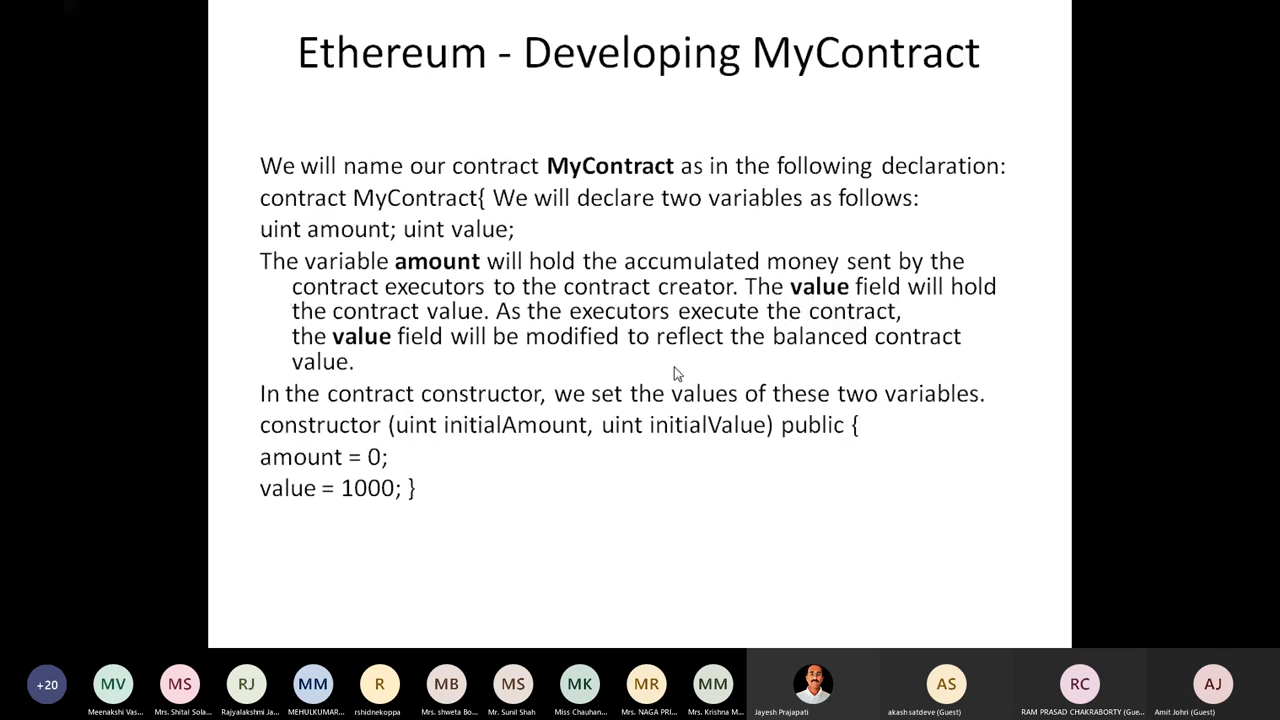 Ethereum - Developing MyContract
We will name our contract MyContract as in the following declaration:
contract MyContract{ We will declare two variables as follows:
uint amount; uint value;
The variable amount will hold the accumulated money sent by the
contract executors to the contract creator. The value field will hold
the contract value. As the executors execute the contract,
the value field will be modified to reflect the balanced contract
value.
In the contract constructor, we set the values of these two variables.
constructor (uint initialAmount, uint initialValue) public {
amount = 0;
value = 1000; }
+20 MV MS RJ MM R MB MS MK MR MM AS RC AJ
Meenakshi Vas... Mrs. Shital Sola... Rajyalakshmi Ja... MEHULKUMAR... rshidnekoppa Mrs. shweta Bo... Mr. Sunil Shah Miss Chauhan... Mrs. NAGA PRI... Mrs. Krishna M... Jayesh Prajapati akash satdeve (Guest) RAM PRASAD CHAKRABORTY (Gue... Amit Johri (Guest)